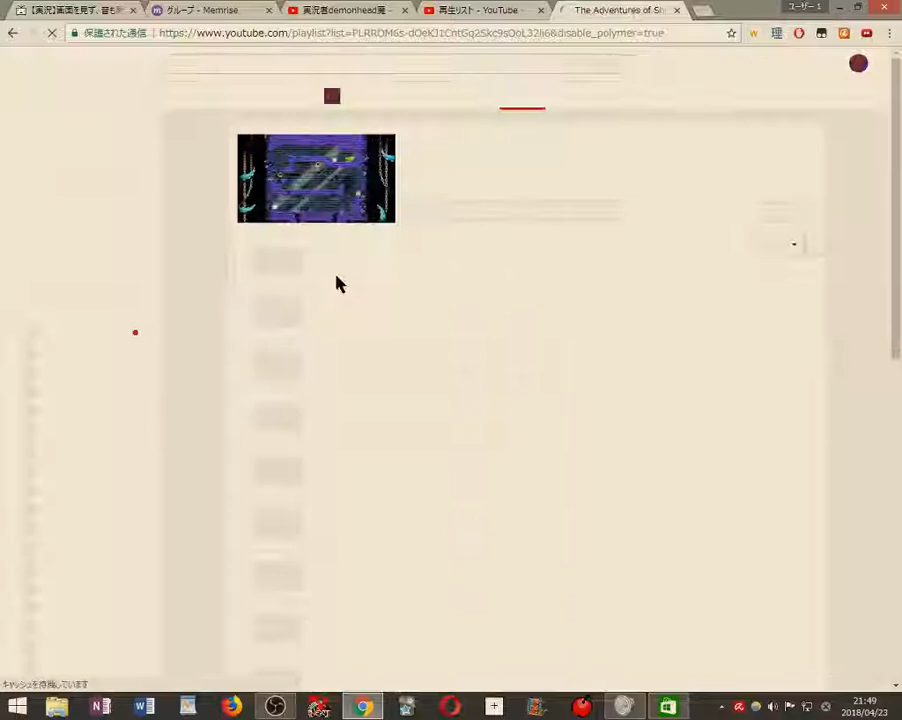 【実況】画面を見ず、音も
グループ - Memrise
実況者demonhead晃 -
再生リスト - YouTube -
The Adventures of Sh
ユーザー 1
保護された通信
https://www.youtube.com/playlist?list=PLRRDM6s-dOeKJ1CntGq2Skc9sOoL32Ii6&disable_polymer=true
キャッシュを待機しています
21:49
2018/04/23